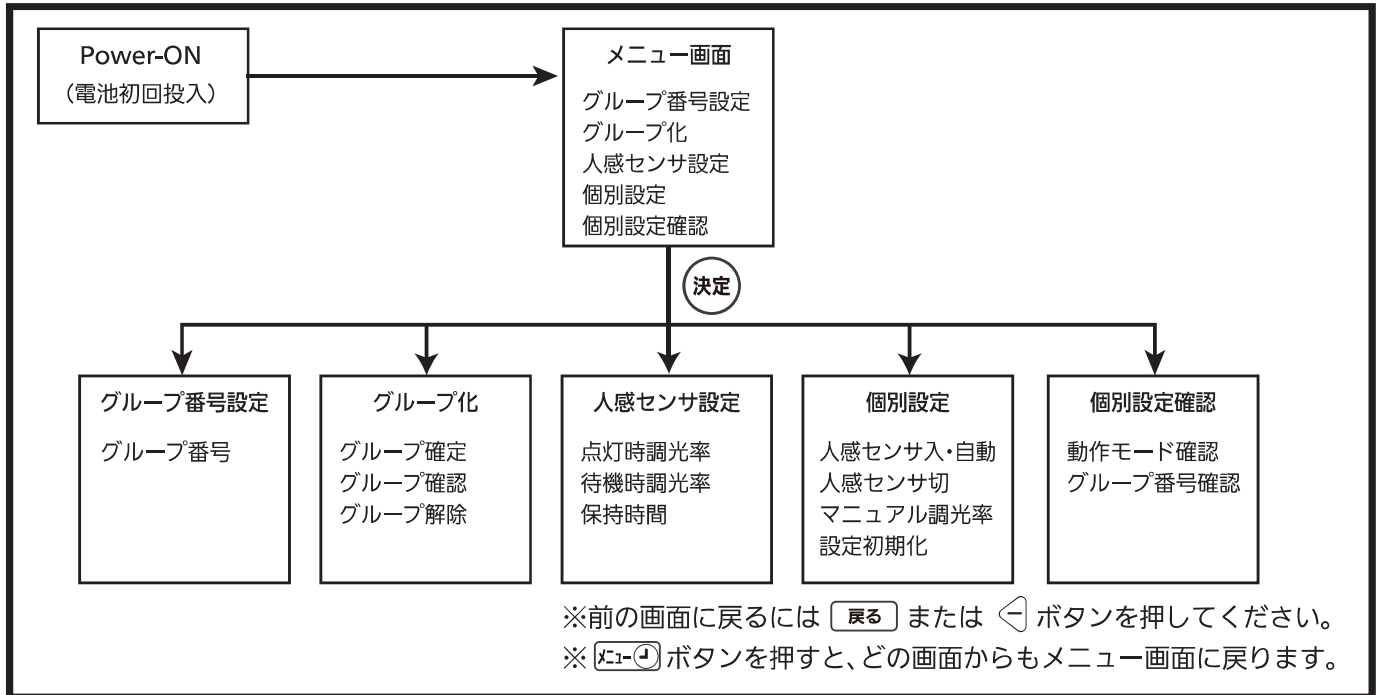 Power-ON
（電池初回投入）
メニュー画面
グループ番号設定
グループ化
人感センサ設定
個別設定
個別設定確認
決定
グループ番号設定
グループ番号
グループ化
グループ確定
グループ確認
グループ解除
人感センサ設定
点灯時調光率
待機時調光率
保持時間
個別設定
人感センサ入・自動
人感センサ切
マニュアル調光率
設定初期化
個別設定確認
動作モード確認
グループ番号確認
※前の画面に戻るには 戻る または － ボタンを押してください。
※ メニュー ボタンを押すと、どの画面からもメニュー画面に戻ります。